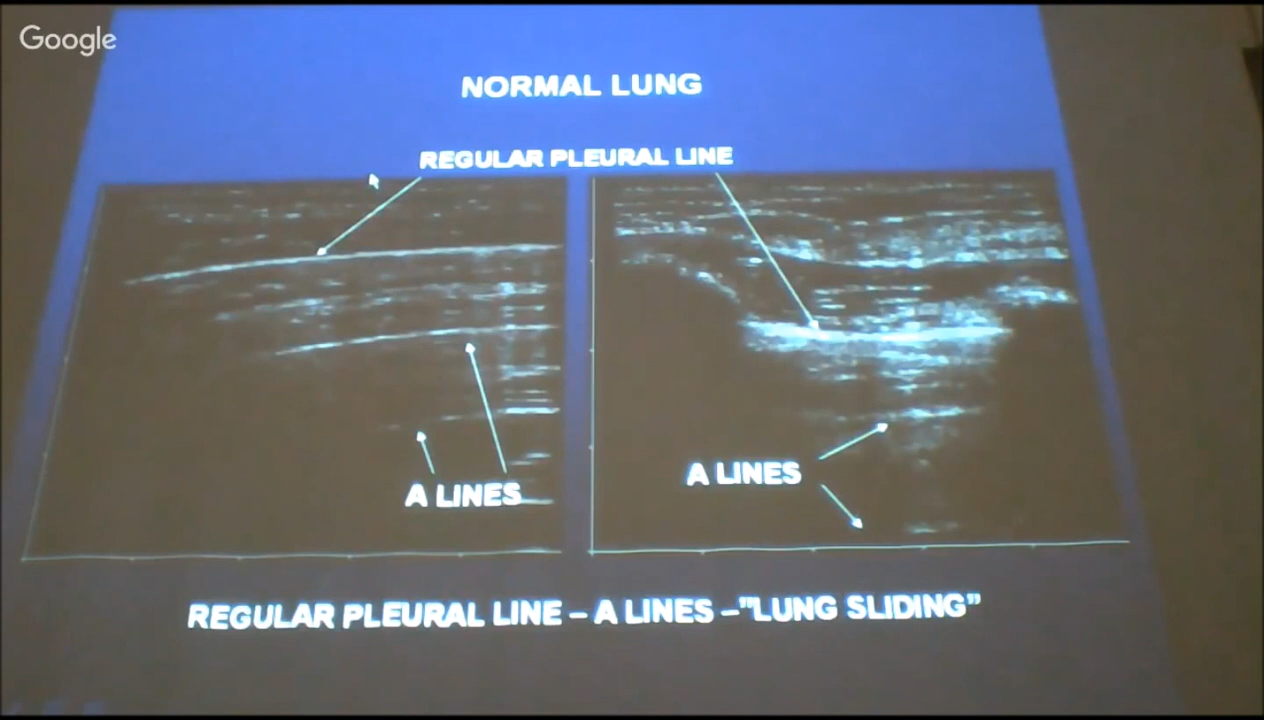 Google
NORMAL LUNG
REGULAR PLEURAL LINE
A LINES
A LINES
REGULAR PLEURAL LINE – A LINES –"LUNG SLIDING”